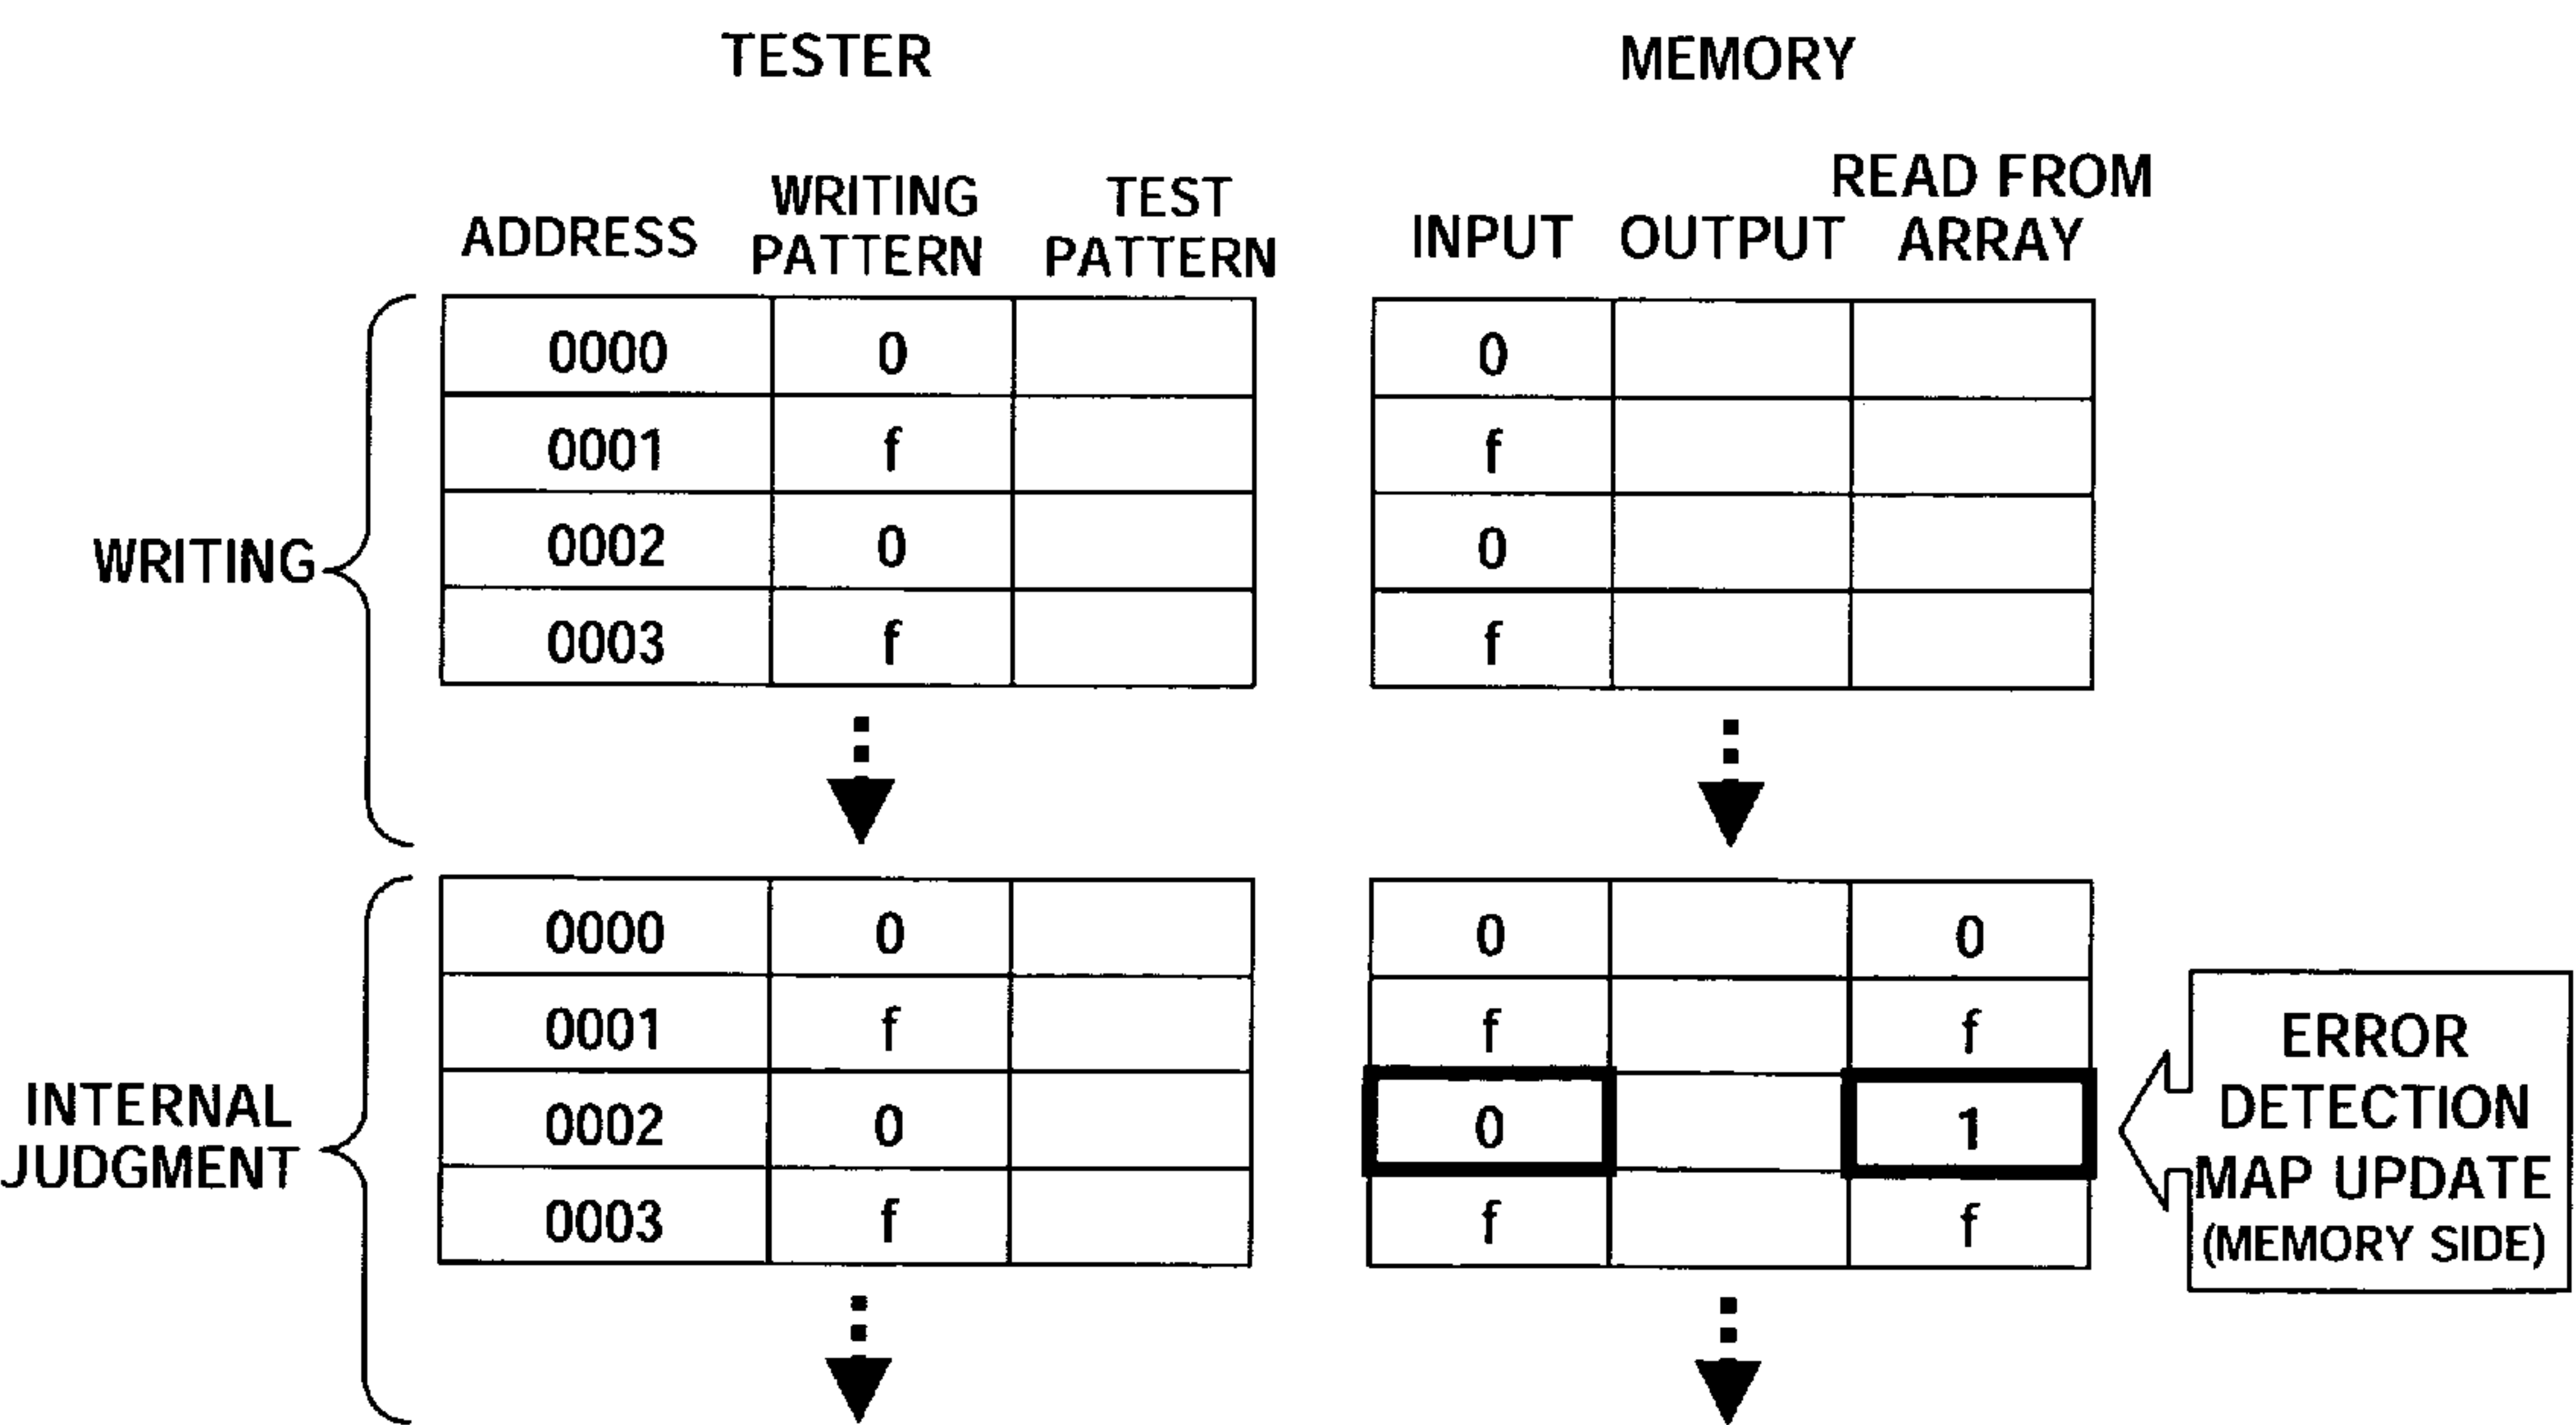 TESTER MEMORY
ADDRESS WRITING PATTERN TEST PATTERN INPUT OUTPUT READ FROM ARRAY
WRITING
0000 0 0
0001 f f
0002 0 0
0003 f f
INTERNAL
JUDGMENT
0000 0 0 0
0001 f f f
0002 0 0 1
0003 f f f
ERROR
DETECTION
MAP UPDATE
(MEMORY SIDE)